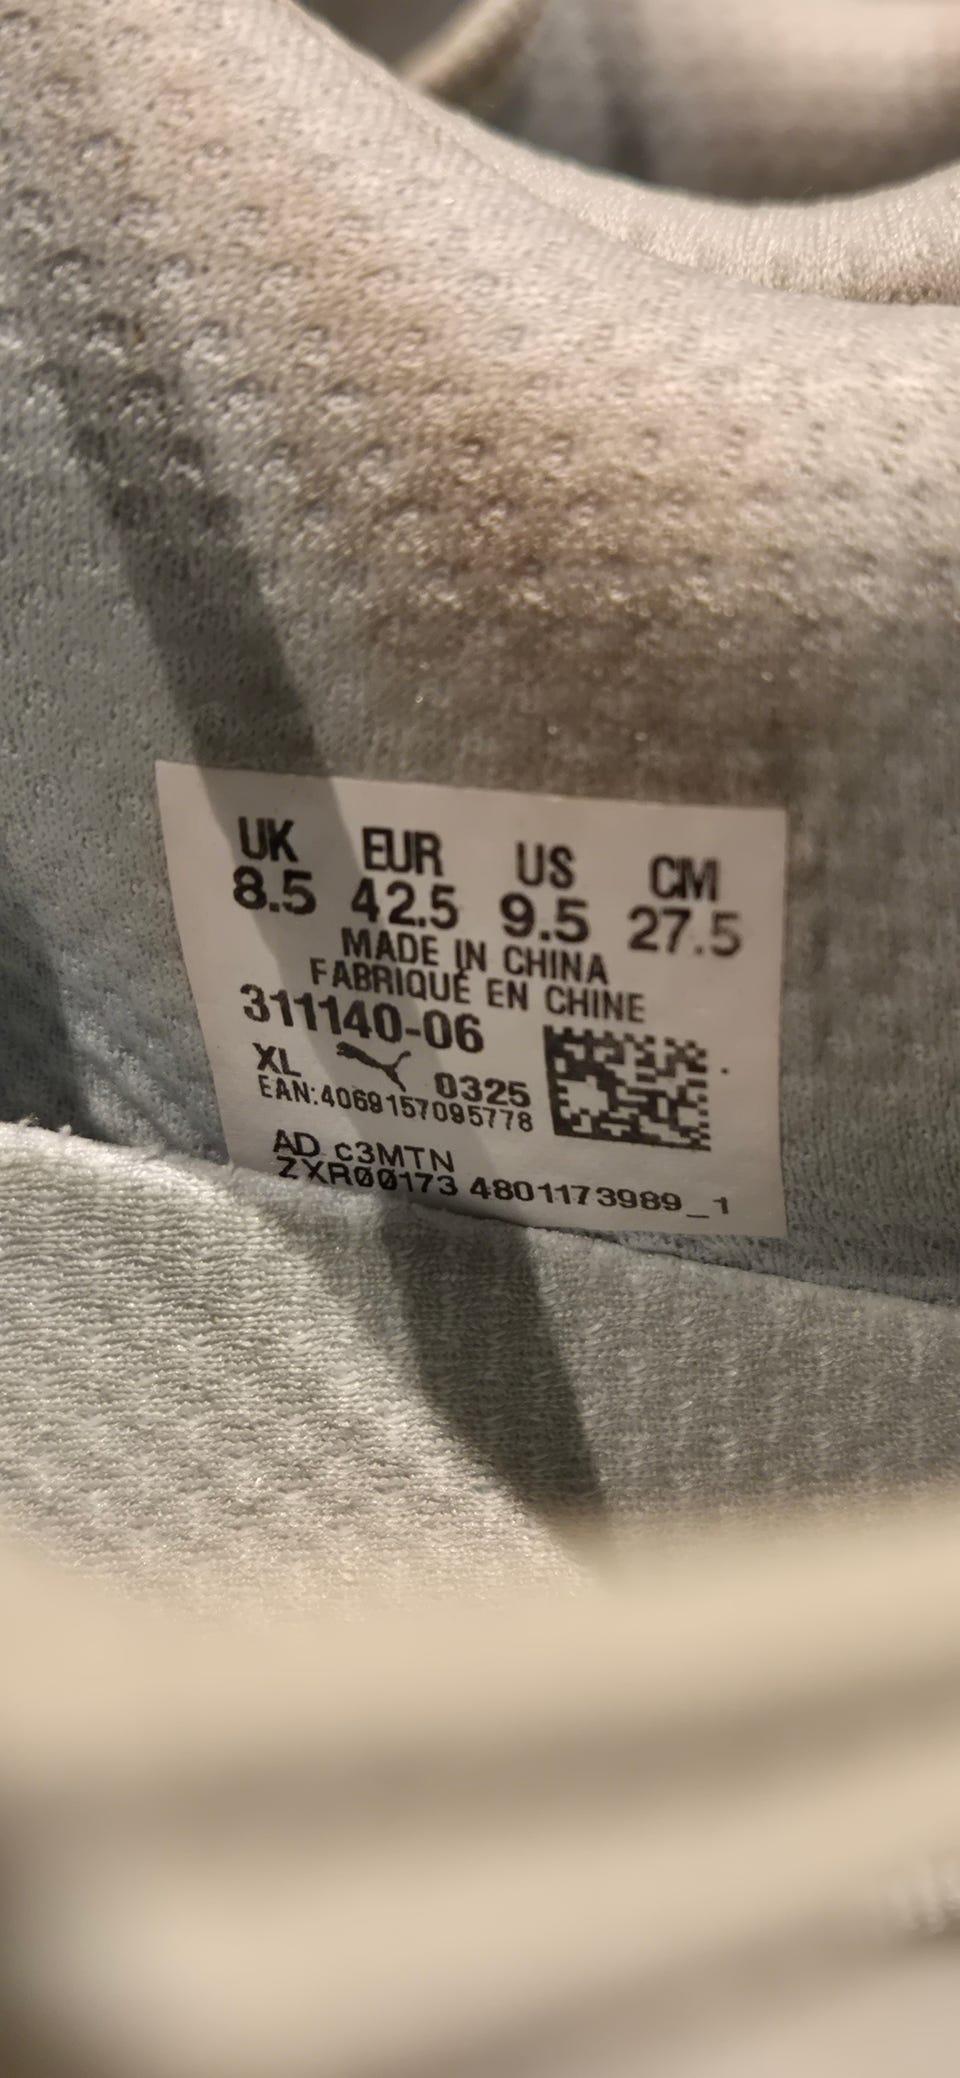 UK EUR US CM
8.5 42.5 9.5 27.5
MADE IN CHINA
FABRIQUÉ EN CHINE
311140-06
XL 0325
EAN:4069157095778
AD c3MTN
ZXR00173 4801173989_1